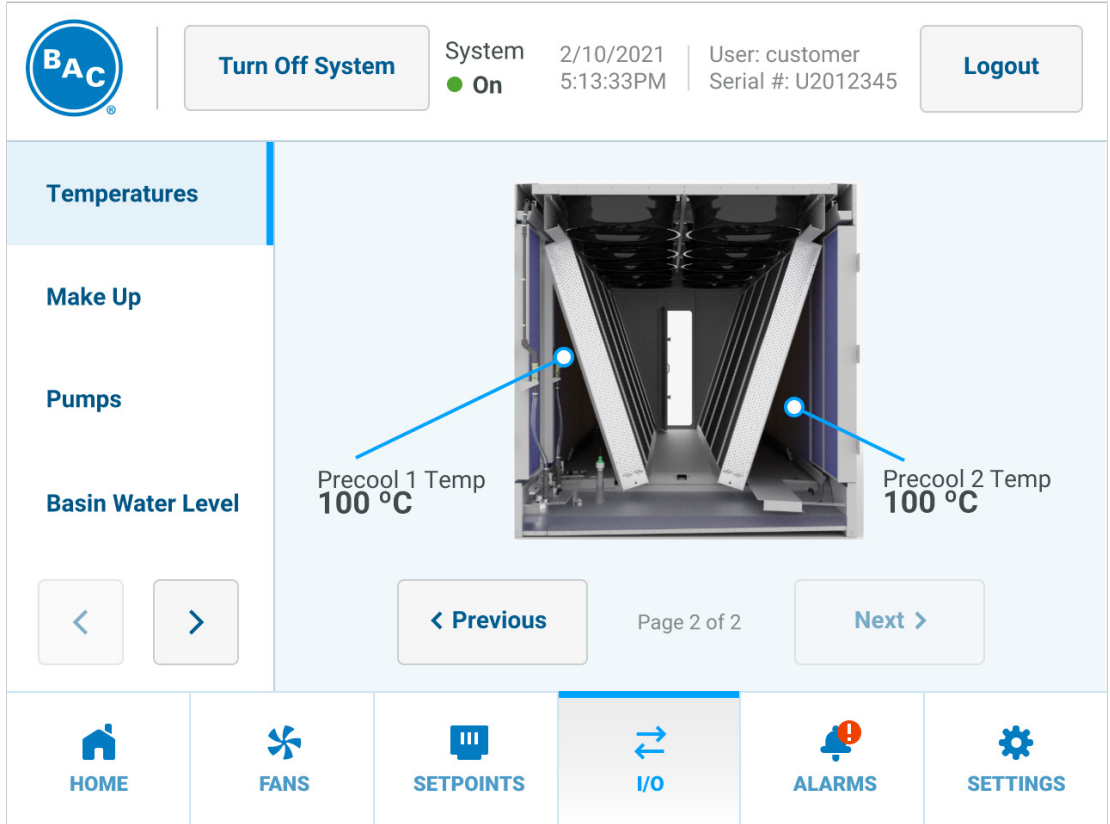 BAC®
Turn Off System
System
On
2/10/2021
5:13:33PM
User: customer
Serial #: U2012345
Logout
Temperatures
Make Up
Pumps
Basin Water Level
Precool 1 Temp
100 ºC
Precool 2 Temp
100 ºC
Previous
Page 2 of 2
Next
HOME
FANS
SETPOINTS
I/O
ALARMS
SETTINGS